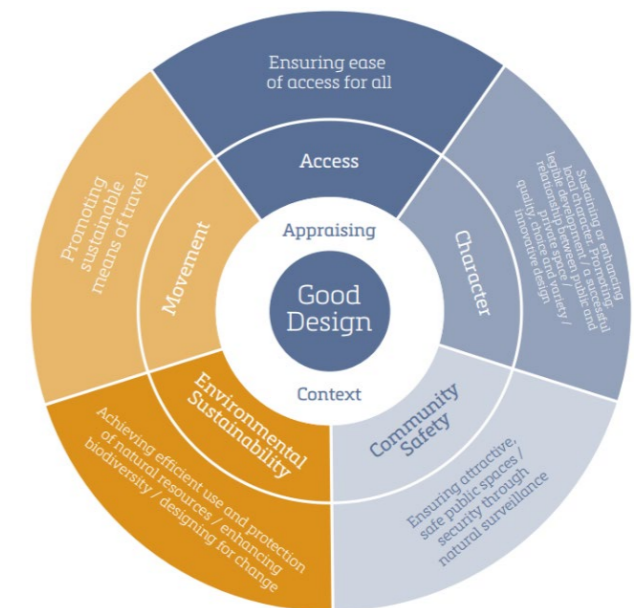 Ensuring ease
of access for all
Access
Sustaining or enhancing
local character. Promoting:
legible development / a successful
relationship between public and
private space /
quality, choice and variety /
innovative design
Character
Ensuring attractive,
safe public spaces /
security through
natural surveillance
Community
Safety
Achieving efficient use and protection
of natural resources / enhancing
biodiversity / designing for change
Environmental
Sustainability
Promoting
sustainable
means of travel
Movement
Appraising
Good
Design
Context